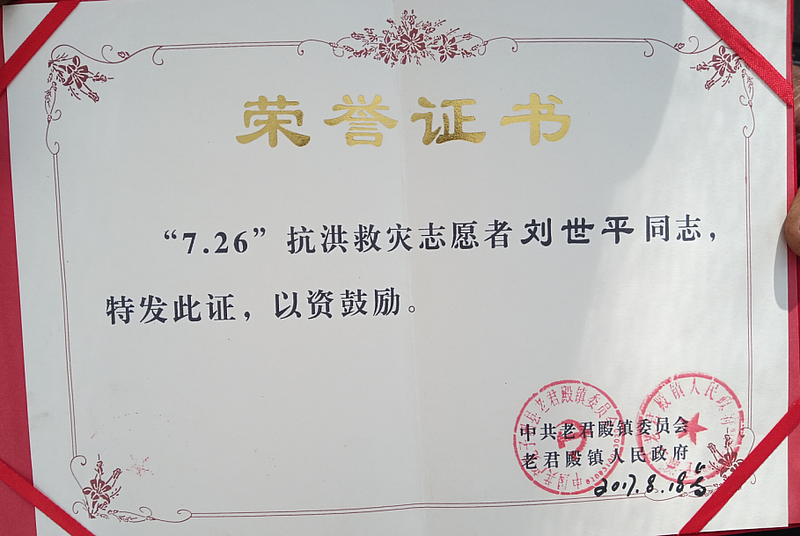 荣誉证书
“7.26”抗洪救灾志愿者刘世平同志，
特发此证，以资鼓励。
中共老君殿镇委员会
老君殿镇人民政府
2017.8.18